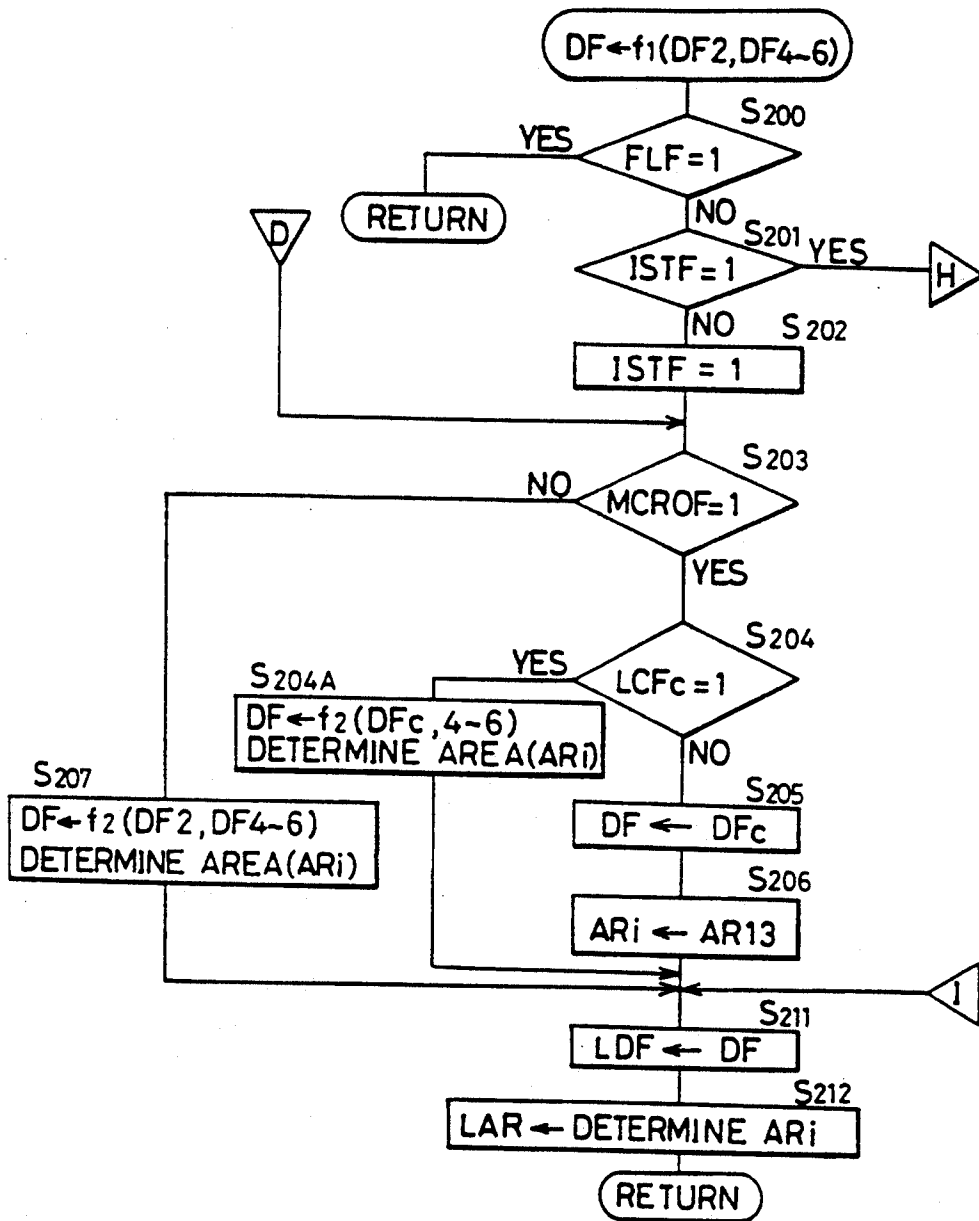 DF←f1(DF2,DF4~6)
S200
YES
FLF=1
RETURN
NO
D
S201
ISTF=1
YES
H
NO
S202
ISTF=1
S203
NO
MCROF=1
YES
S204
YES
LCFc=1
S204A
DF←f2(DFc,4~6)
DETERMINE AREA(ARi)
NO
S207
DF←f2(DF2,DF4~6)
DETERMINE AREA(ARi)
S205
DF ← DFc
S206
ARi ← AR13
I
S211
LDF ← DF
S212
LAR ← DETERMINE ARi
RETURN